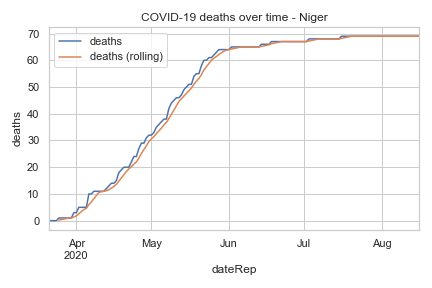 COVID-19 deaths over time - Niger
deaths
deaths (rolling)
70
60
50
40
30
20
10
0
deaths
Apr
2020
May
Jun
Jul
Aug
dateRep